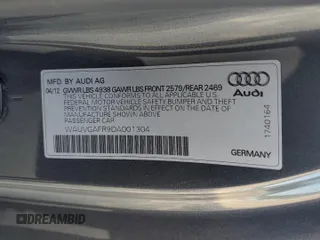 MFD. BY AUDI AG
04/12 GVWR LBS 4938 GAWR LBS FRONT 2579/REAR 2469
THIS VEHICLE CONFORMS TO ALL APPLICABLE U.S.
FEDERAL MOTOR VEHICLE SAFETY, BUMPER AND THEFT
PREVENTION STANDARDS IN EFFECT ON THE DATE OF
MANUFACTURE SHOWN ABOVE.
PASSENGER CAR
Audi
1740164
DREAMBID